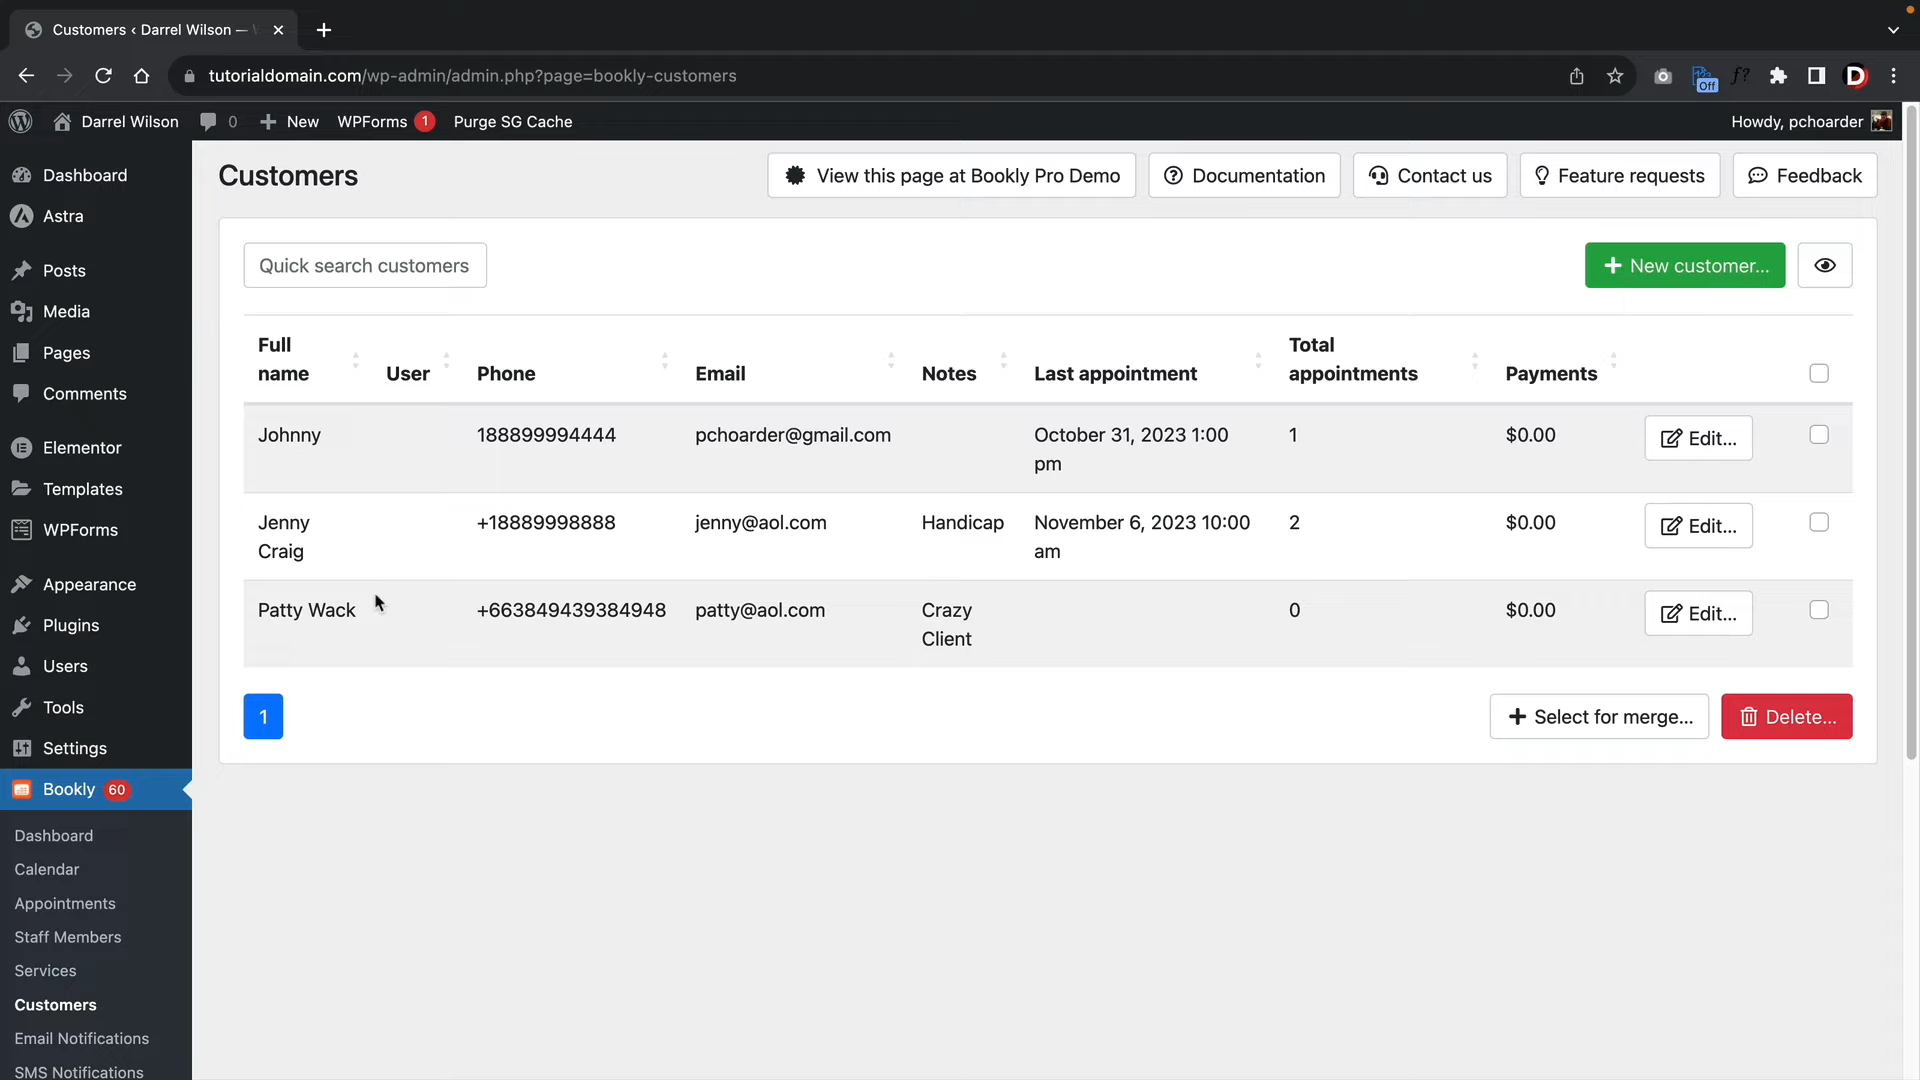 Customers ‹ Darrel Wilson —
tutorialdomain.com/wp-admin/admin.php?page=bookly-customers
Off
f?
D
Darrel Wilson
0
New
WPForms 1
Purge SG Cache
Howdy, pchoarder
Dashboard
Astra
Posts
Media
Pages
Comments
Elementor
Templates
WPForms
Appearance
Plugins
Users
Tools
Settings
Bookly 60
Dashboard
Calendar
Appointments
Staff Members
Services
Customers
Email Notifications
SMS Notifications
Customers
View this page at Bookly Pro Demo
Documentation
Contact us
Feature requests
Feedback
Quick search customers
New customer...
Full name
User
Phone
Email
Notes
Last appointment
Total appointments
Payments
Johnny
188899994444
pchoarder@gmail.com
October 31, 2023 1:00
pm
1
$0.00
Edit...
Jenny
Craig
+18889998888
jenny@aol.com
Handicap
November 6, 2023 10:00
am
2
$0.00
Edit...
Patty Wack
+663849439384948
patty@aol.com
Crazy
Client
0
$0.00
Edit...
1
Select for merge...
Delete...